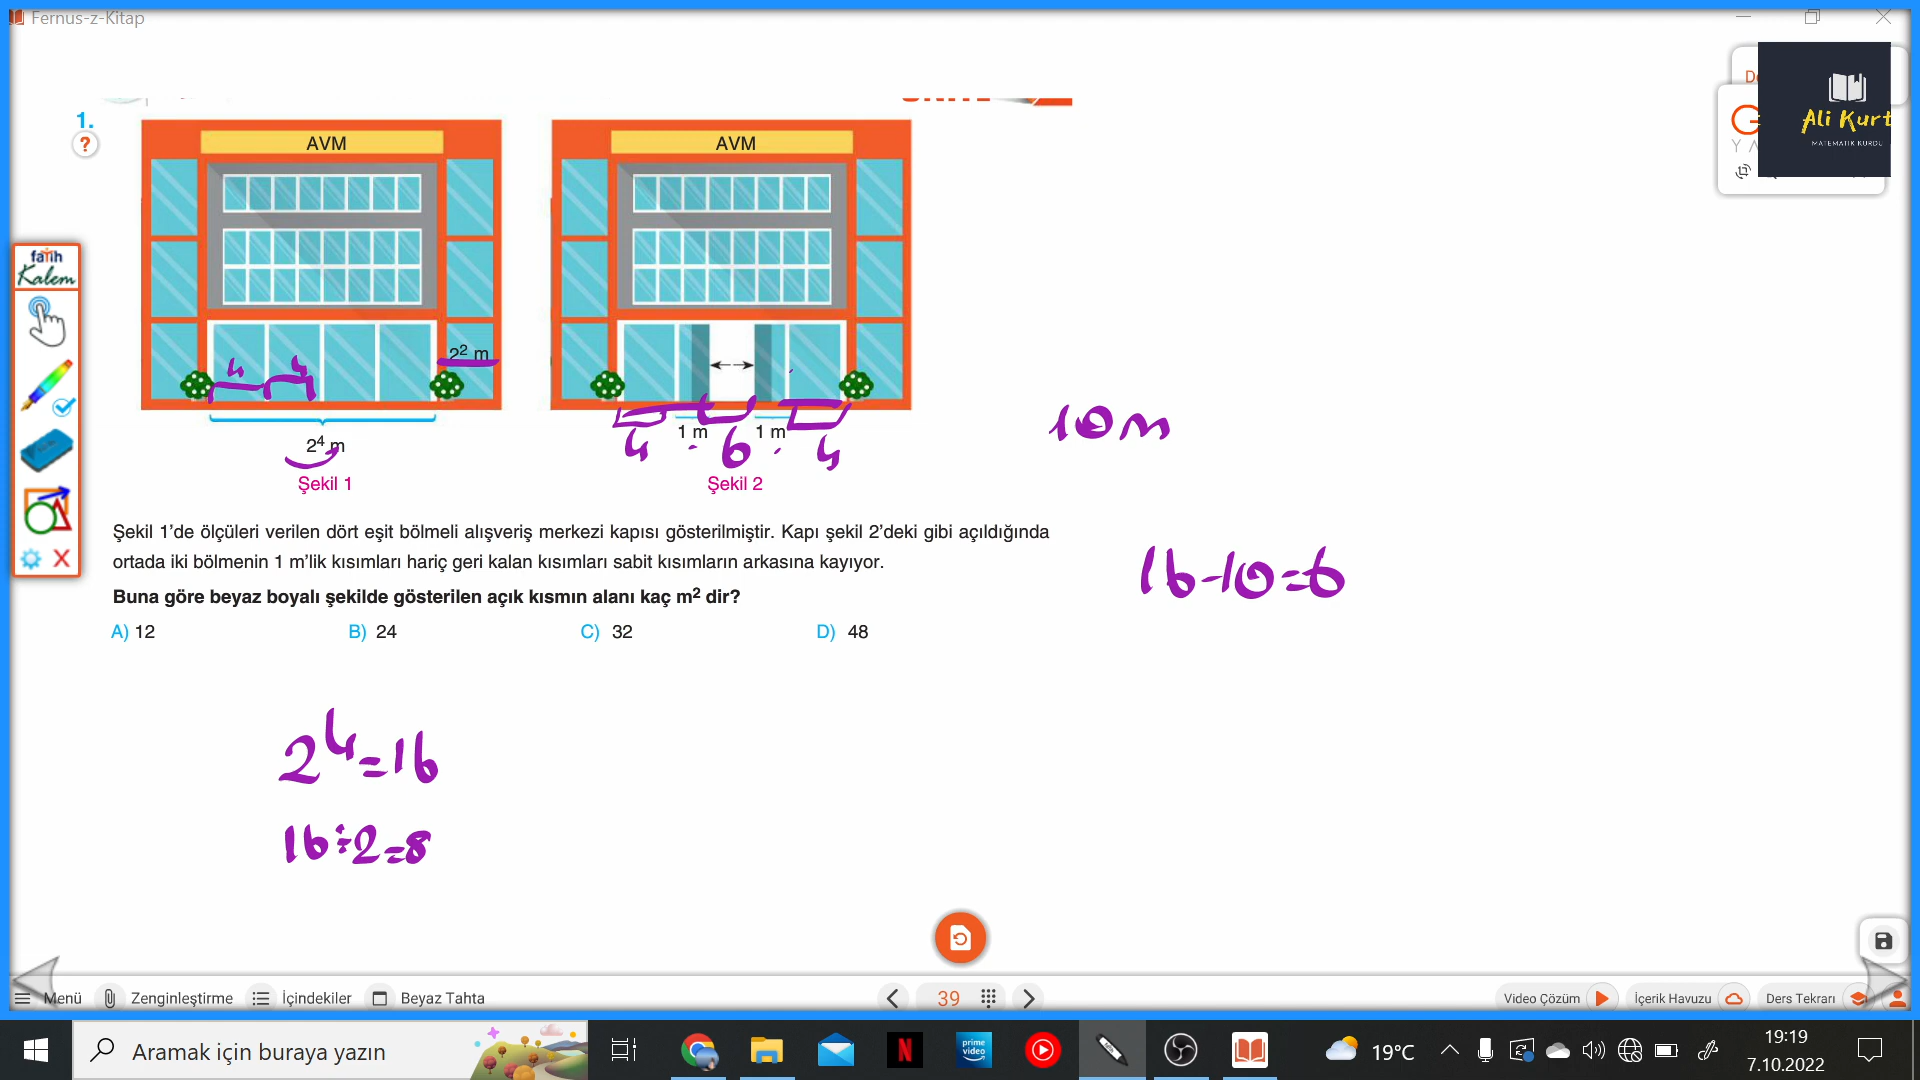 Fernus-z-Kitap
Ali Kurt
MATEMATİK KURDU
1.
?
AVM
AVM
fatih
Kalem
2² m
4 4
2⁴ m
Şekil 1
1 m 1 m
4 6 4
Şekil 2
10 m
16-10=6
Şekil 1’de ölçüleri verilen dört eşit bölmeli alışveriş merkezi kapısı gösterilmiştir. Kapı şekil 2’deki gibi açıldığında
ortada iki bölmenin 1 m’lik kısımları hariç geri kalan kısımları sabit kısımların arkasına kayıyor.
Buna göre beyaz boyalı şekilde gösterilen açık kısmın alanı kaç m² dir?
A) 12 B) 24 C) 32 D) 48
2⁴=16
16÷2=8
Menü Zenginleştirme İçindekiler Beyaz Tahta 39 Video Çözüm İçerik Havuzu Ders Tekrarı
Aramak için buraya yazın
prime video
19°C
19:19
7.10.2022